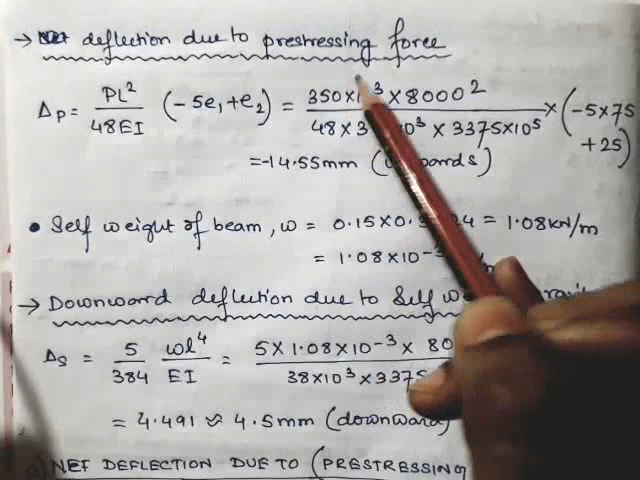 → deflection due to prestressing force
Δp = PL²/48EI (-5e₁+e₂) = 350×10³×8000²/48×3 10³×3375×10⁵ × (-5×75 +25)
= -14.55mm (
• Self weight of beam, w = 0.15×0. 24 = 1.08KN/m
= 1.08×10⁻³
→ Downward deflection due to Self
Δs = 5/384 wl⁴/EI = 5×1.08×10⁻³×80/38×10³×3375
= 4.491 ≈ 4.5mm (downward)
NET DEFLECTION DUE TO (PRESTRESSING